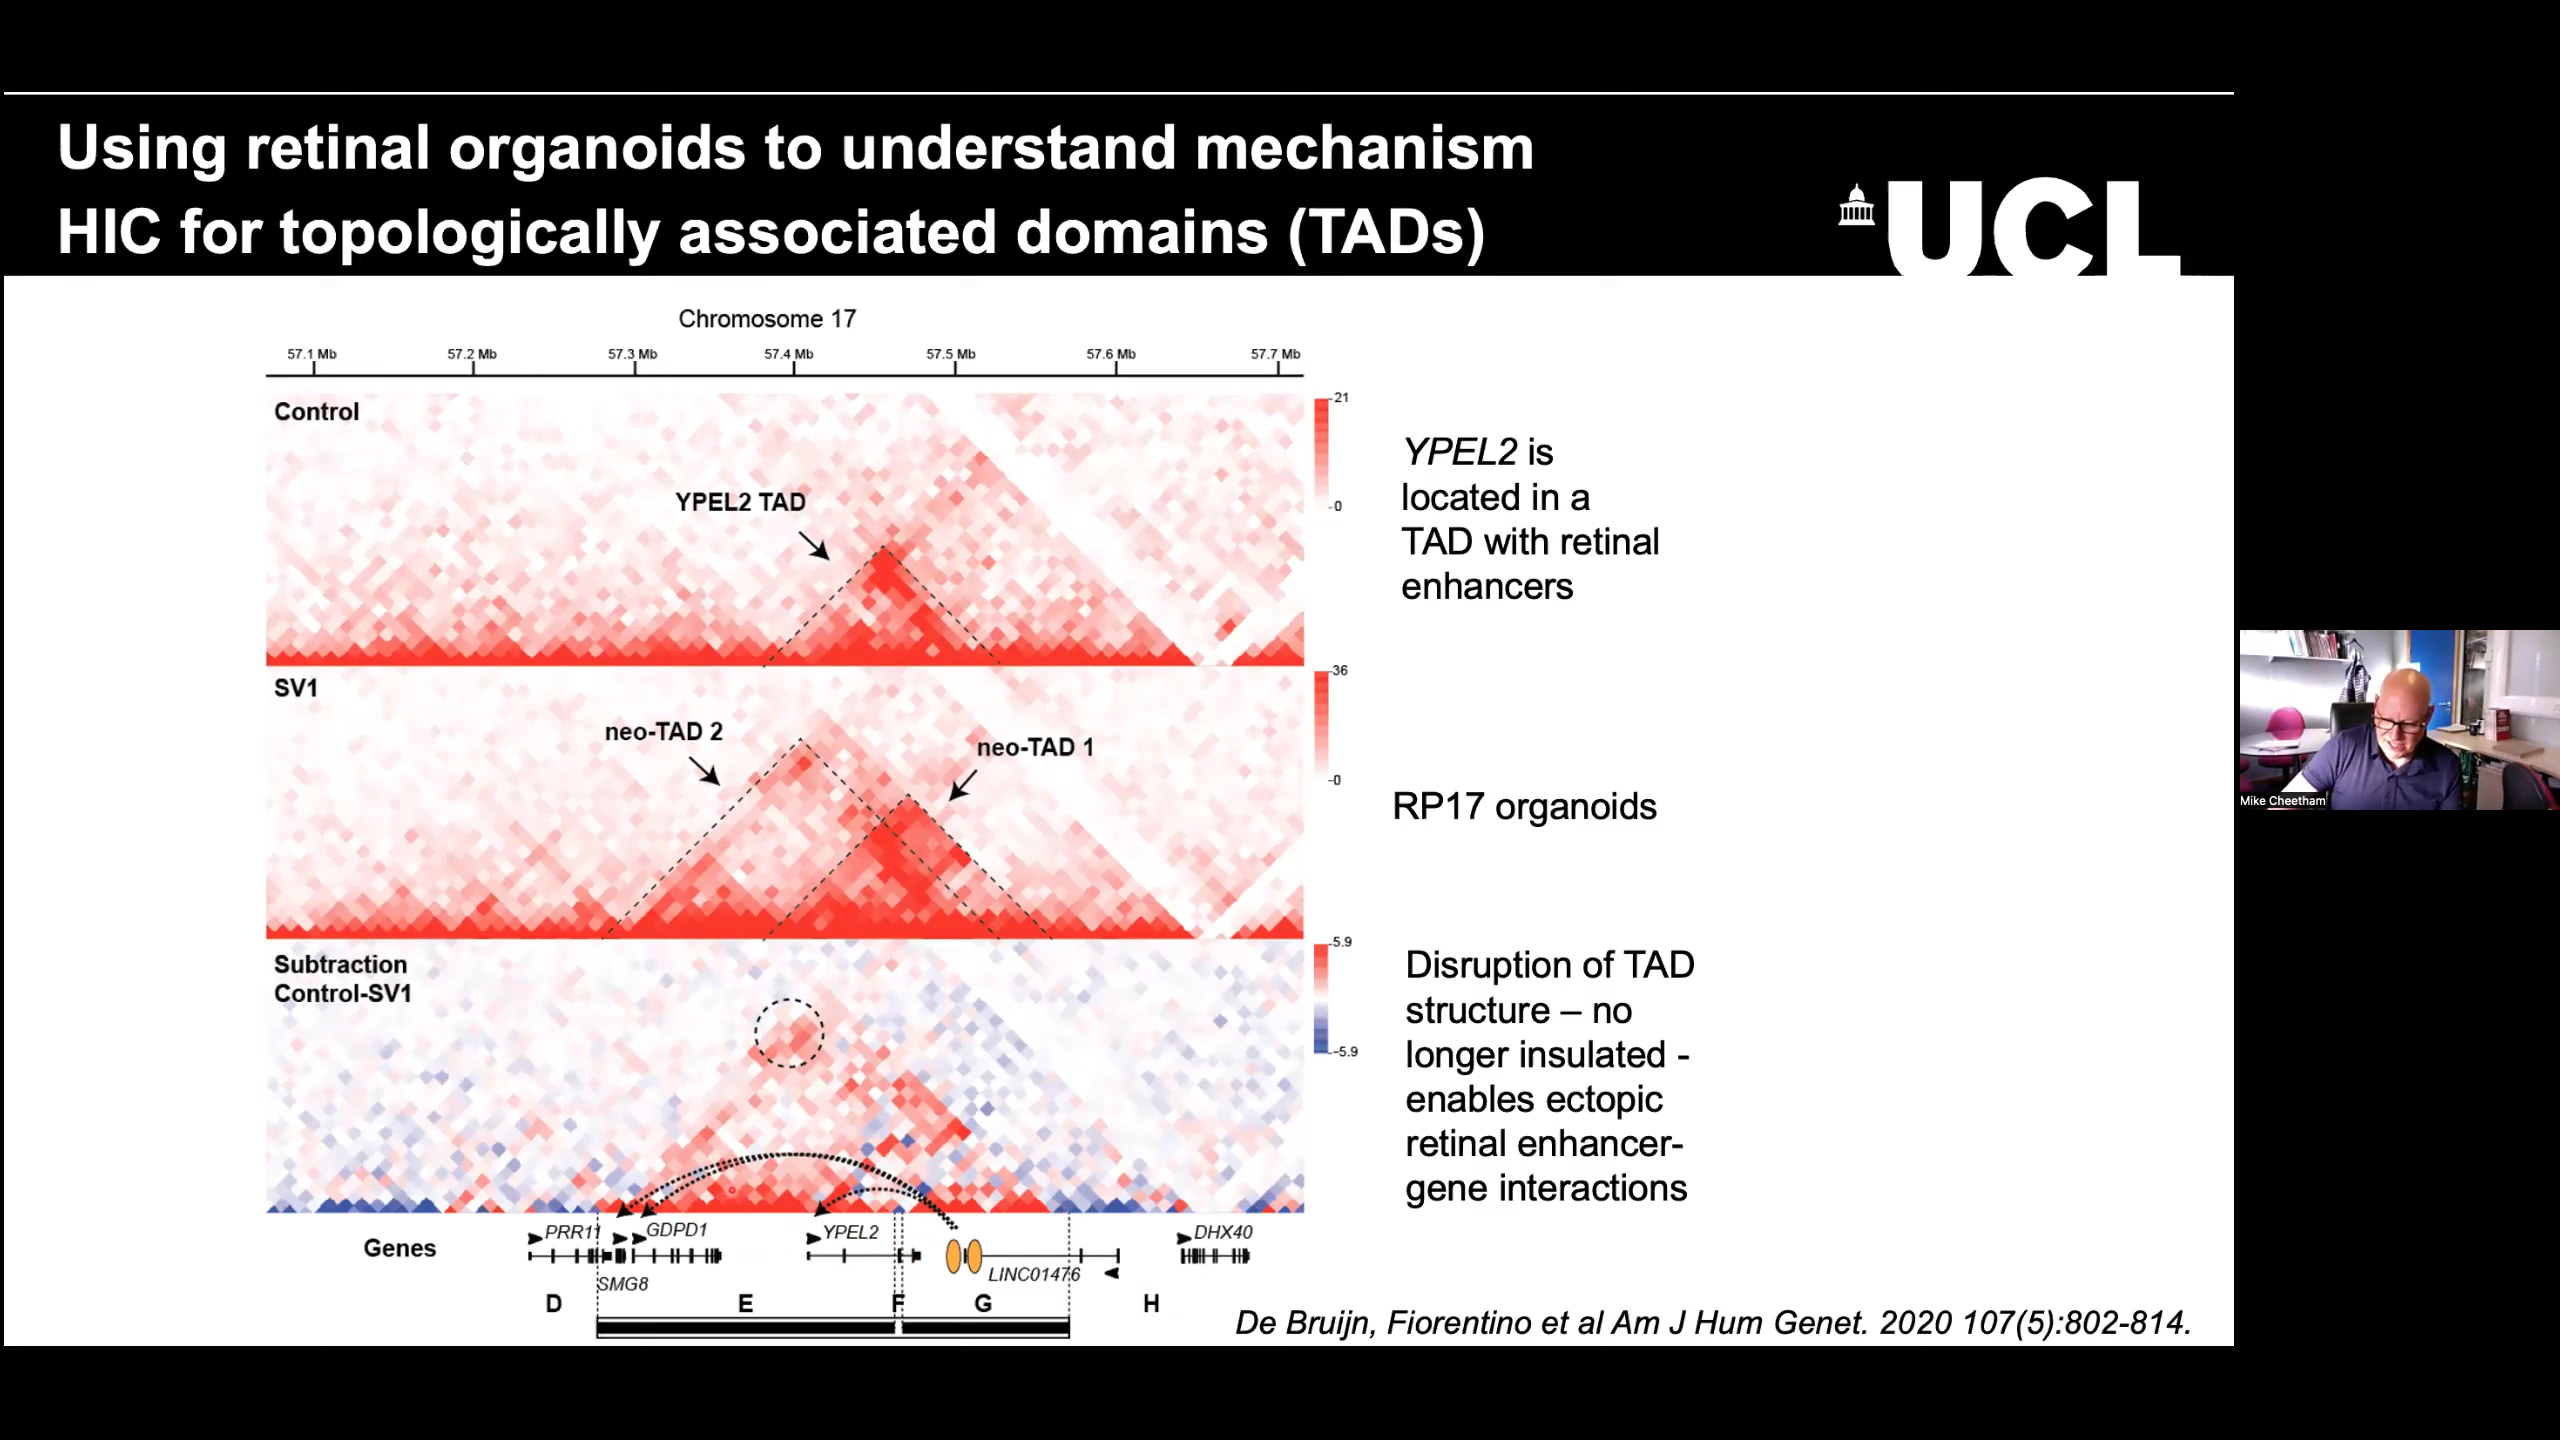 Using retinal organoids to understand mechanism
HIC for topologically associated domains (TADs)
UCL
Chromosome 17
57.1 Mb 57.2 Mb 57.3 Mb 57.4 Mb 57.5 Mb 57.6 Mb 57.7 Mb
Control
21
0
YPEL2 TAD
YPEL2 is
located in a
TAD with retinal
enhancers
SV1
36
0
neo-TAD 2
neo-TAD 1
RP17 organoids
Subtraction
Control-SV1
5.9
-5.9
Disruption of TAD
structure – no
longer insulated -
enables ectopic
retinal enhancer-
gene interactions
Genes
PRR11 GDPD1 YPEL2 DHX40
SMG8 LINC01476
D E F G H
De Bruijn, Fiorentino et al Am J Hum Genet. 2020 107(5):802-814.
Mike Cheetham